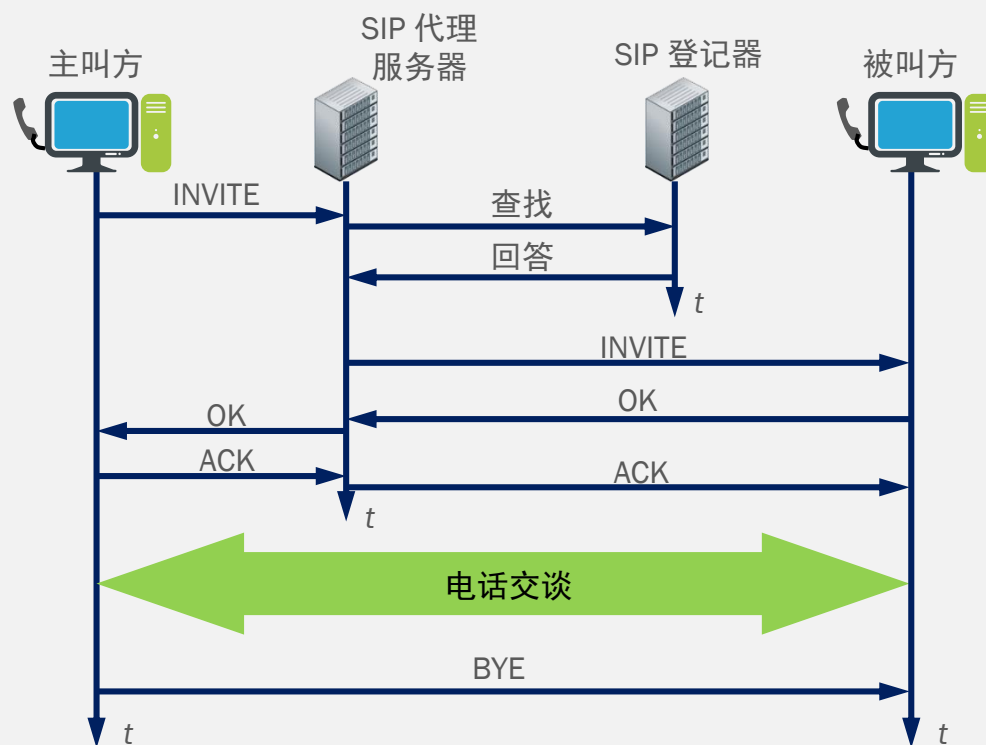 主叫方
SIP 代理
服务器
SIP 登记器
被叫方
INVITE
查找
回答
t
INVITE
OK
OK
ACK
ACK
t
电话交谈
BYE
t
t